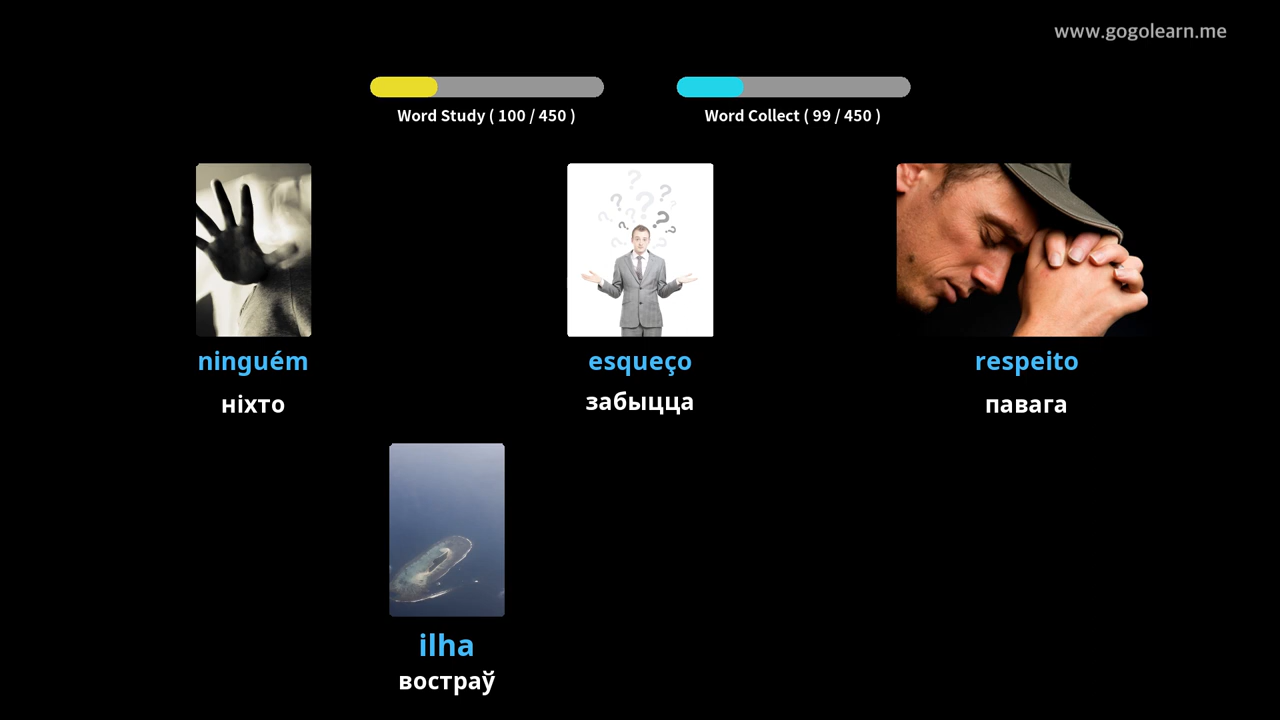 www.gogolearn.me
Word Study ( 100 / 450 )
Word Collect ( 99 / 450 )
ninguém
ніхто
esqueço
забыцца
respeito
павага
ilha
востраў